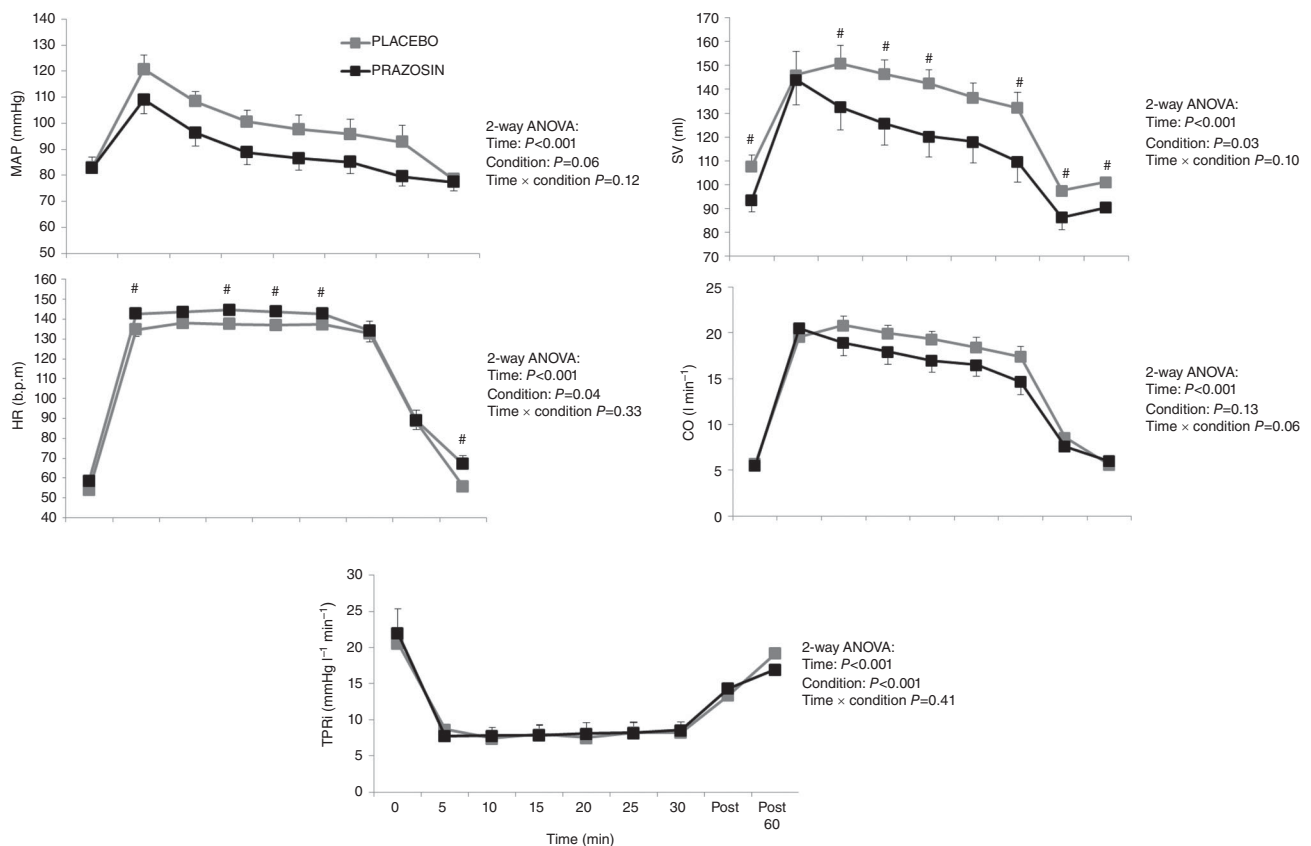 140
130
120
110
100
90
80
70
60
50
MAP (mmHg)
PLACEBO
PRAZOSIN
2-way ANOVA:
Time: P<0.001
Condition: P=0.06
Time × condition P=0.12
170
160
150
140
130
120
110
100
90
80
70
SV (ml)
# # # # # # #
2-way ANOVA:
Time: P<0.001
Condition: P=0.03
Time × condition P=0.10
160
150
140
130
120
110
100
90
80
70
60
50
40
HR (b.p.m)
# # # # #
2-way ANOVA:
Time: P<0.001
Condition: P=0.04
Time × condition P=0.33
25
20
15
10
5
0
CO (l min⁻¹)
2-way ANOVA:
Time: P<0.001
Condition: P=0.13
Time × condition P=0.06
30
25
20
15
10
5
0
TPRi (mmHg l⁻¹ min⁻¹)
2-way ANOVA:
Time: P<0.001
Condition: P<0.001
Time × condition P=0.41
0 5 10 15 20 25 30 Post Post
60
Time (min)